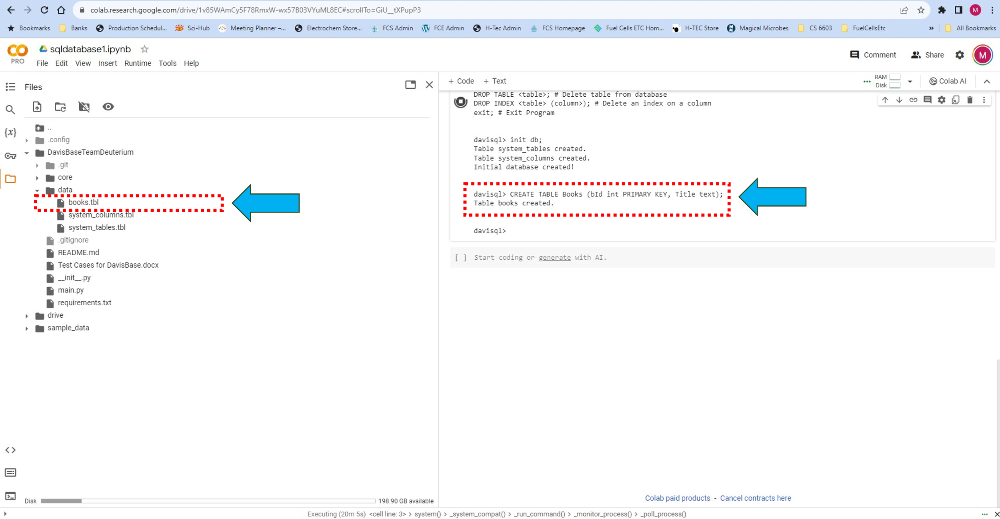 colab.research.google.com/drive/1v85WAmCy5F78RmxW-wx57B03VYuML8EC#scrollTo=GiU__tXPupP3
M
Bookmarks Banks Production Schedul... Sci-Hub Meeting Planner –... Electrochem Store... FCS Admin FCE Admin H-Tec Admin FCS Homepage Fuel Cells ETC Hom... H-TEC Store Magical Microbes CS 6603 FuelCellsEtc » All Bookmarks
CO
PRO
sqldatabase1.ipynb
File Edit View Insert Runtime Tools Help
Comment Share M
Files
..
.config
DavisBaseTeamDeuterium
.git
core
data
books.tbl
system_columns.tbl
system_tables.tbl
.gitignore
README.md
Test Cases for DavisBase.docx
__init__.py
main.py
requirements.txt
drive
sample_data
{x}
Disk 198.90 GB available
+ Code + Text
RAM
Disk
Colab AI
DROP TABLE <table>; # Delete table from database
DROP INDEX <table> (column>); # Delete an index on a column
exit; # Exit Program
davisql> init db;
Table system_tables created.
Table system_columns created.
Initial database created!
davisql> CREATE TABLE Books (bId int PRIMARY KEY, Title text);
Table books created.
davisql>
[ ] Start coding or generate with AI.
Colab paid products - Cancel contracts here
Executing (20m 5s) <cell line: 3> > system() > _system_compat() > _run_command() > _monitor_process() > _poll_process()